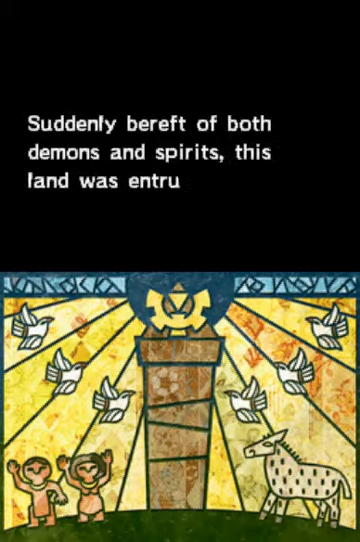 Suddenly bereft of both
demons and spirits, this
land was entru